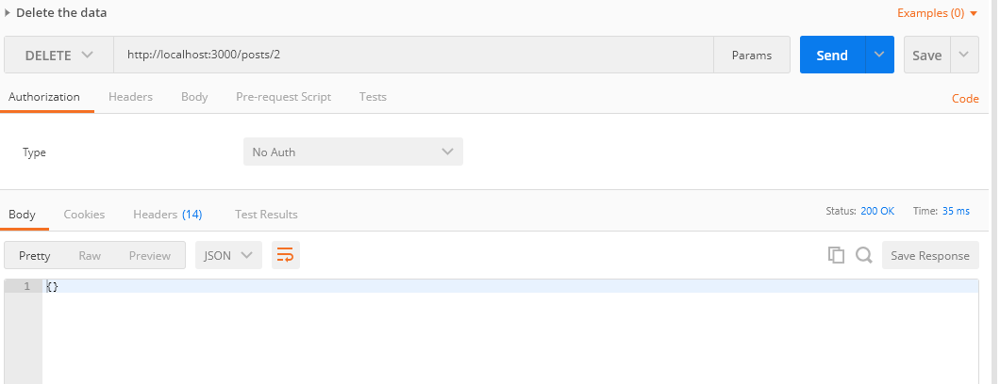 Delete the data Examples (0)
DELETE http://localhost:3000/posts/2 Params Send Save
Authorization Headers Body Pre-request Script Tests Code
Type No Auth
Body Cookies Headers (14) Test Results Status: 200 OK Time: 35 ms
Pretty Raw Preview JSON Save Response
1 {}